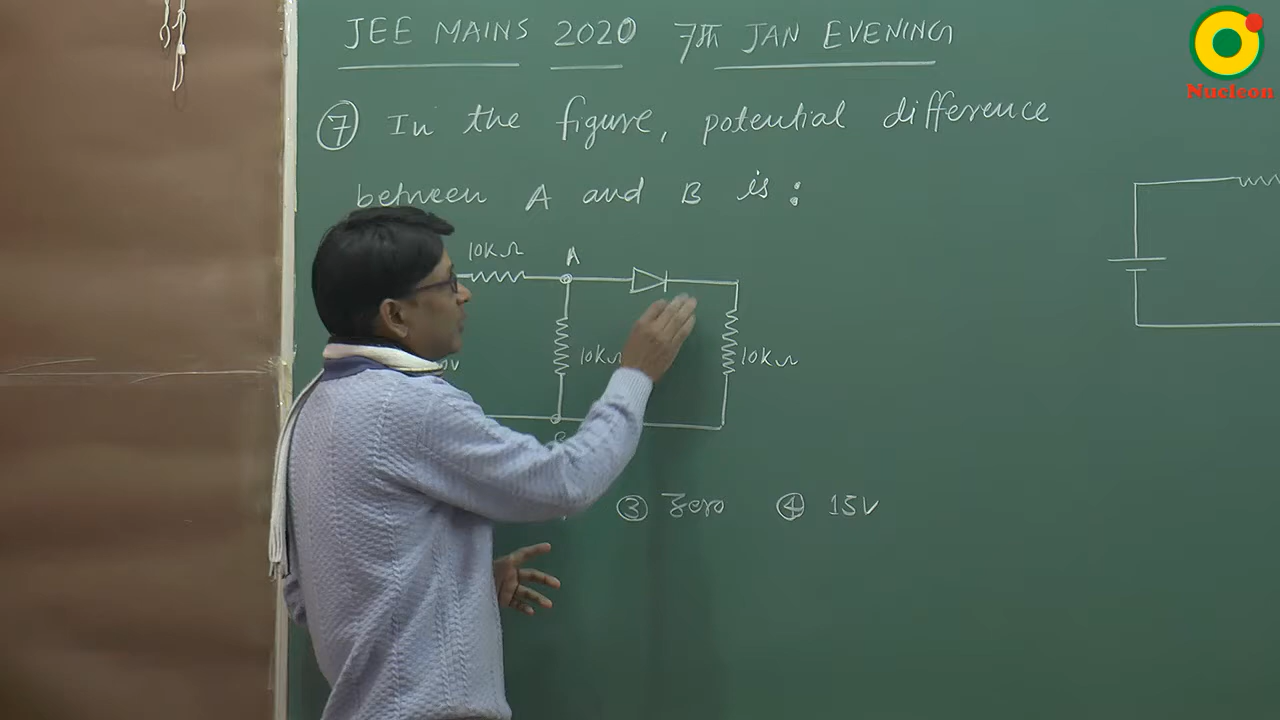 JEE MAINS 2020 7th JAN EVENING
Nucleon
⑦ In the figure, potential difference
between A and B is :
10KΩ A
10KΩ 10KΩ
③ Zero ④ 15V